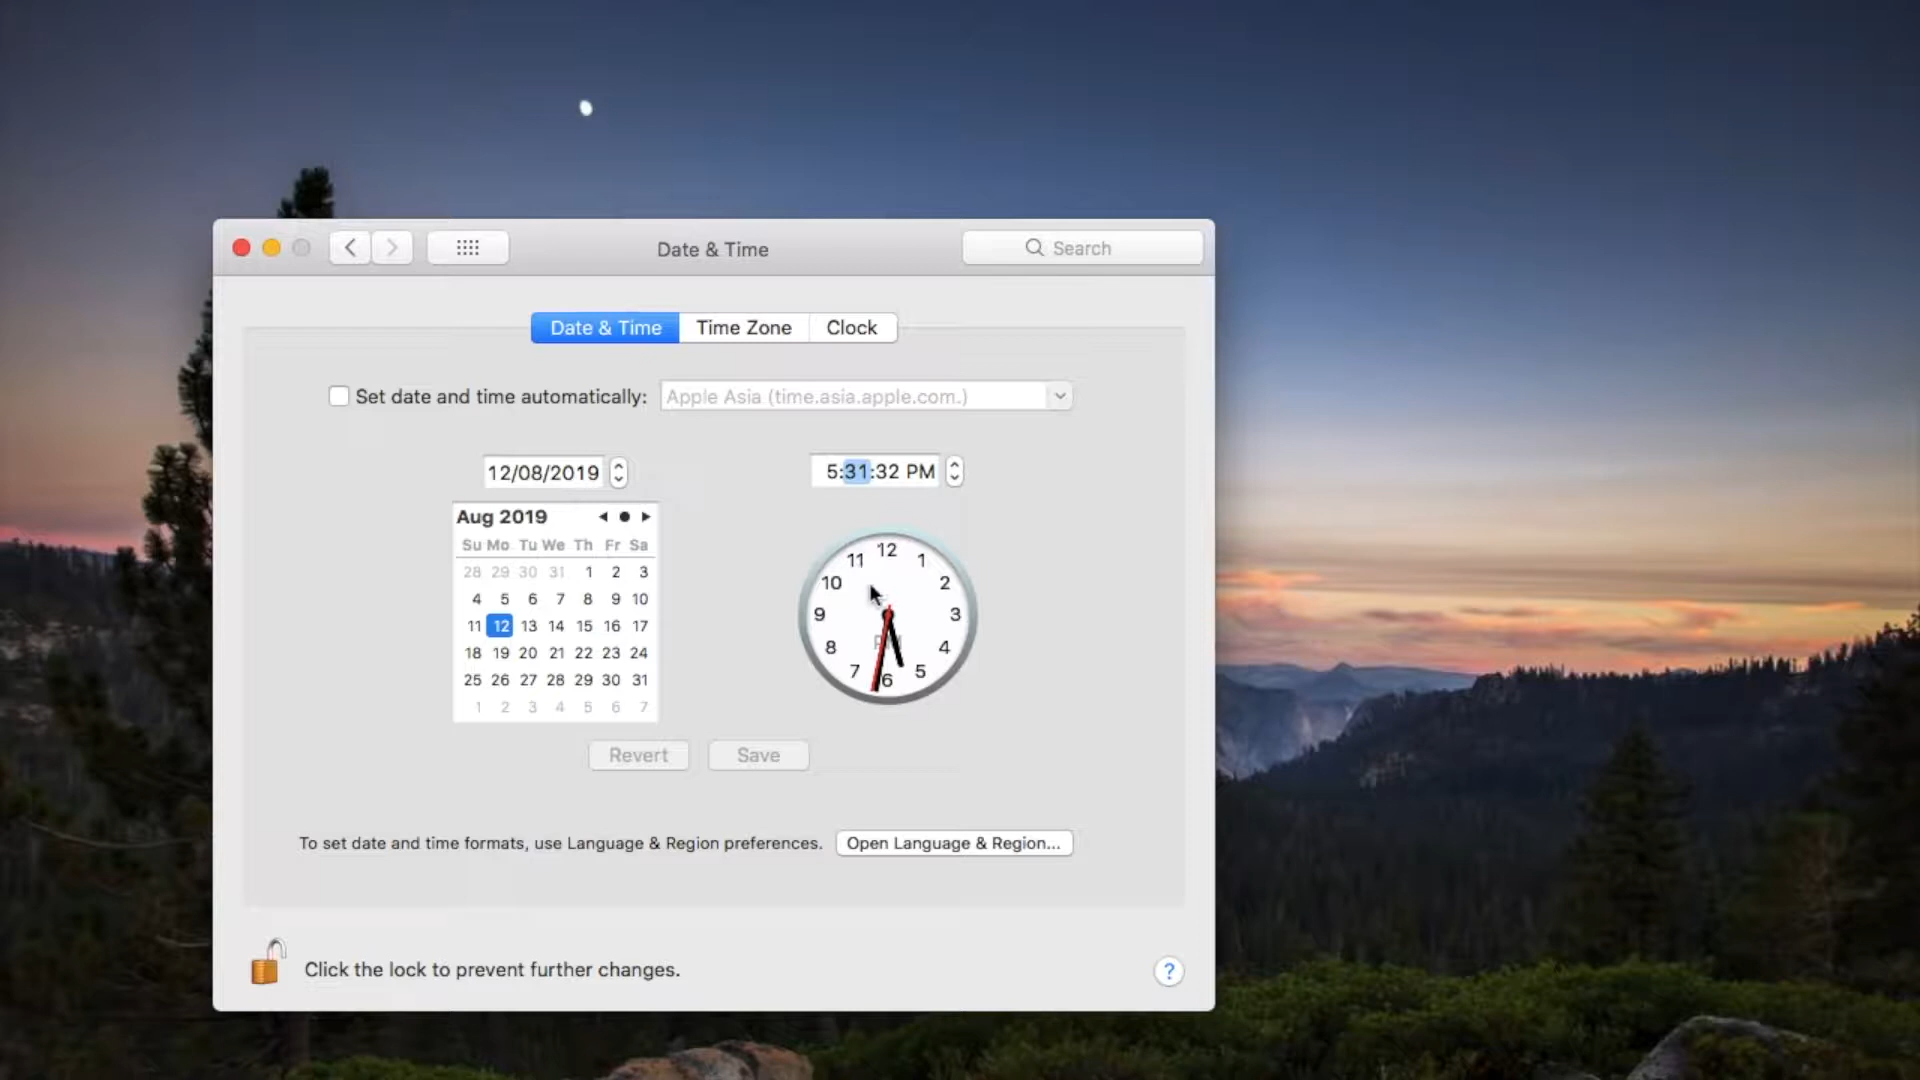 Date & Time
Search
Date & Time Time Zone Clock
Set date and time automatically: Apple Asia (time.asia.apple.com.)
12/08/2019
5:31:32 PM
Aug 2019
Su Mo Tu We Th Fr Sa
28 29 30 31 1 2 3
4 5 6 7 8 9 10
11 12 13 14 15 16 17
18 19 20 21 22 23 24
25 26 27 28 29 30 31
1 2 3 4 5 6 7
12
11 1
10 2
9 3
8 4
7 5
6
Revert Save
To set date and time formats, use Language & Region preferences. Open Language & Region...
Click the lock to prevent further changes.
?